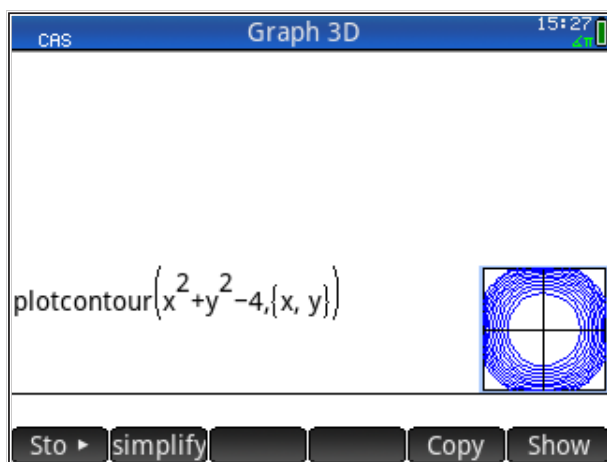 CAS Graph 3D 15:27
∡π
plotcontour(x²+y²−4,{x, y})
Sto ► simplify Copy Show